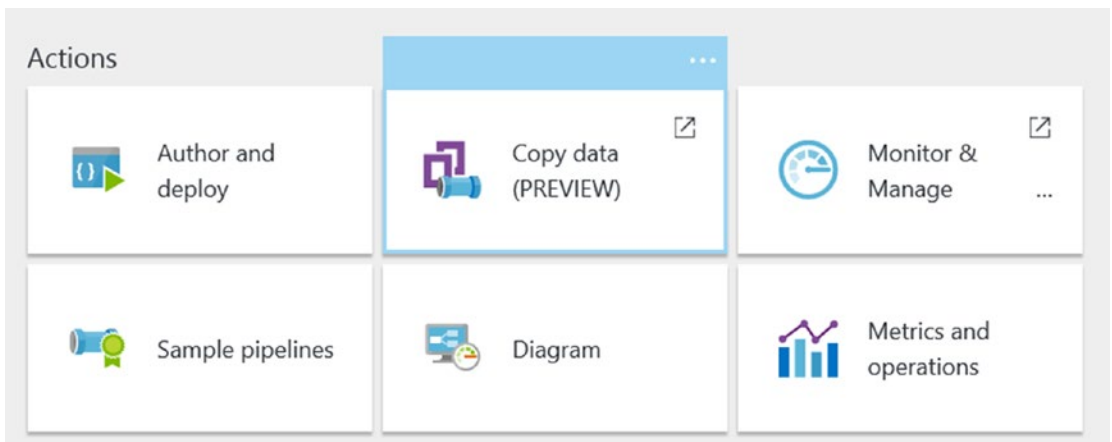 Actions
...
Author and
deploy
Copy data
(PREVIEW)
Monitor &
Manage
...
Sample pipelines
Diagram
Metrics and
operations